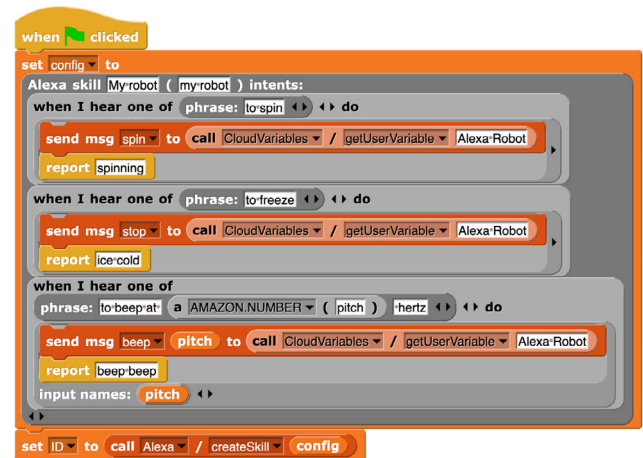 when clicked
set config to
Alexa skill My robot ( my robot ) intents:
when I hear one of phrase: to spin do
send msg spin to call CloudVariables / getUserVariable Alexa Robot
report spinning
when I hear one of phrase: to freeze do
send msg stop to call CloudVariables / getUserVariable Alexa Robot
report ice cold
when I hear one of
phrase: to beep at a AMAZON.NUMBER ( pitch ) hertz do
send msg beep pitch to call CloudVariables / getUserVariable Alexa Robot
report beep beep
input names: pitch
set ID to call Alexa / createSkill config